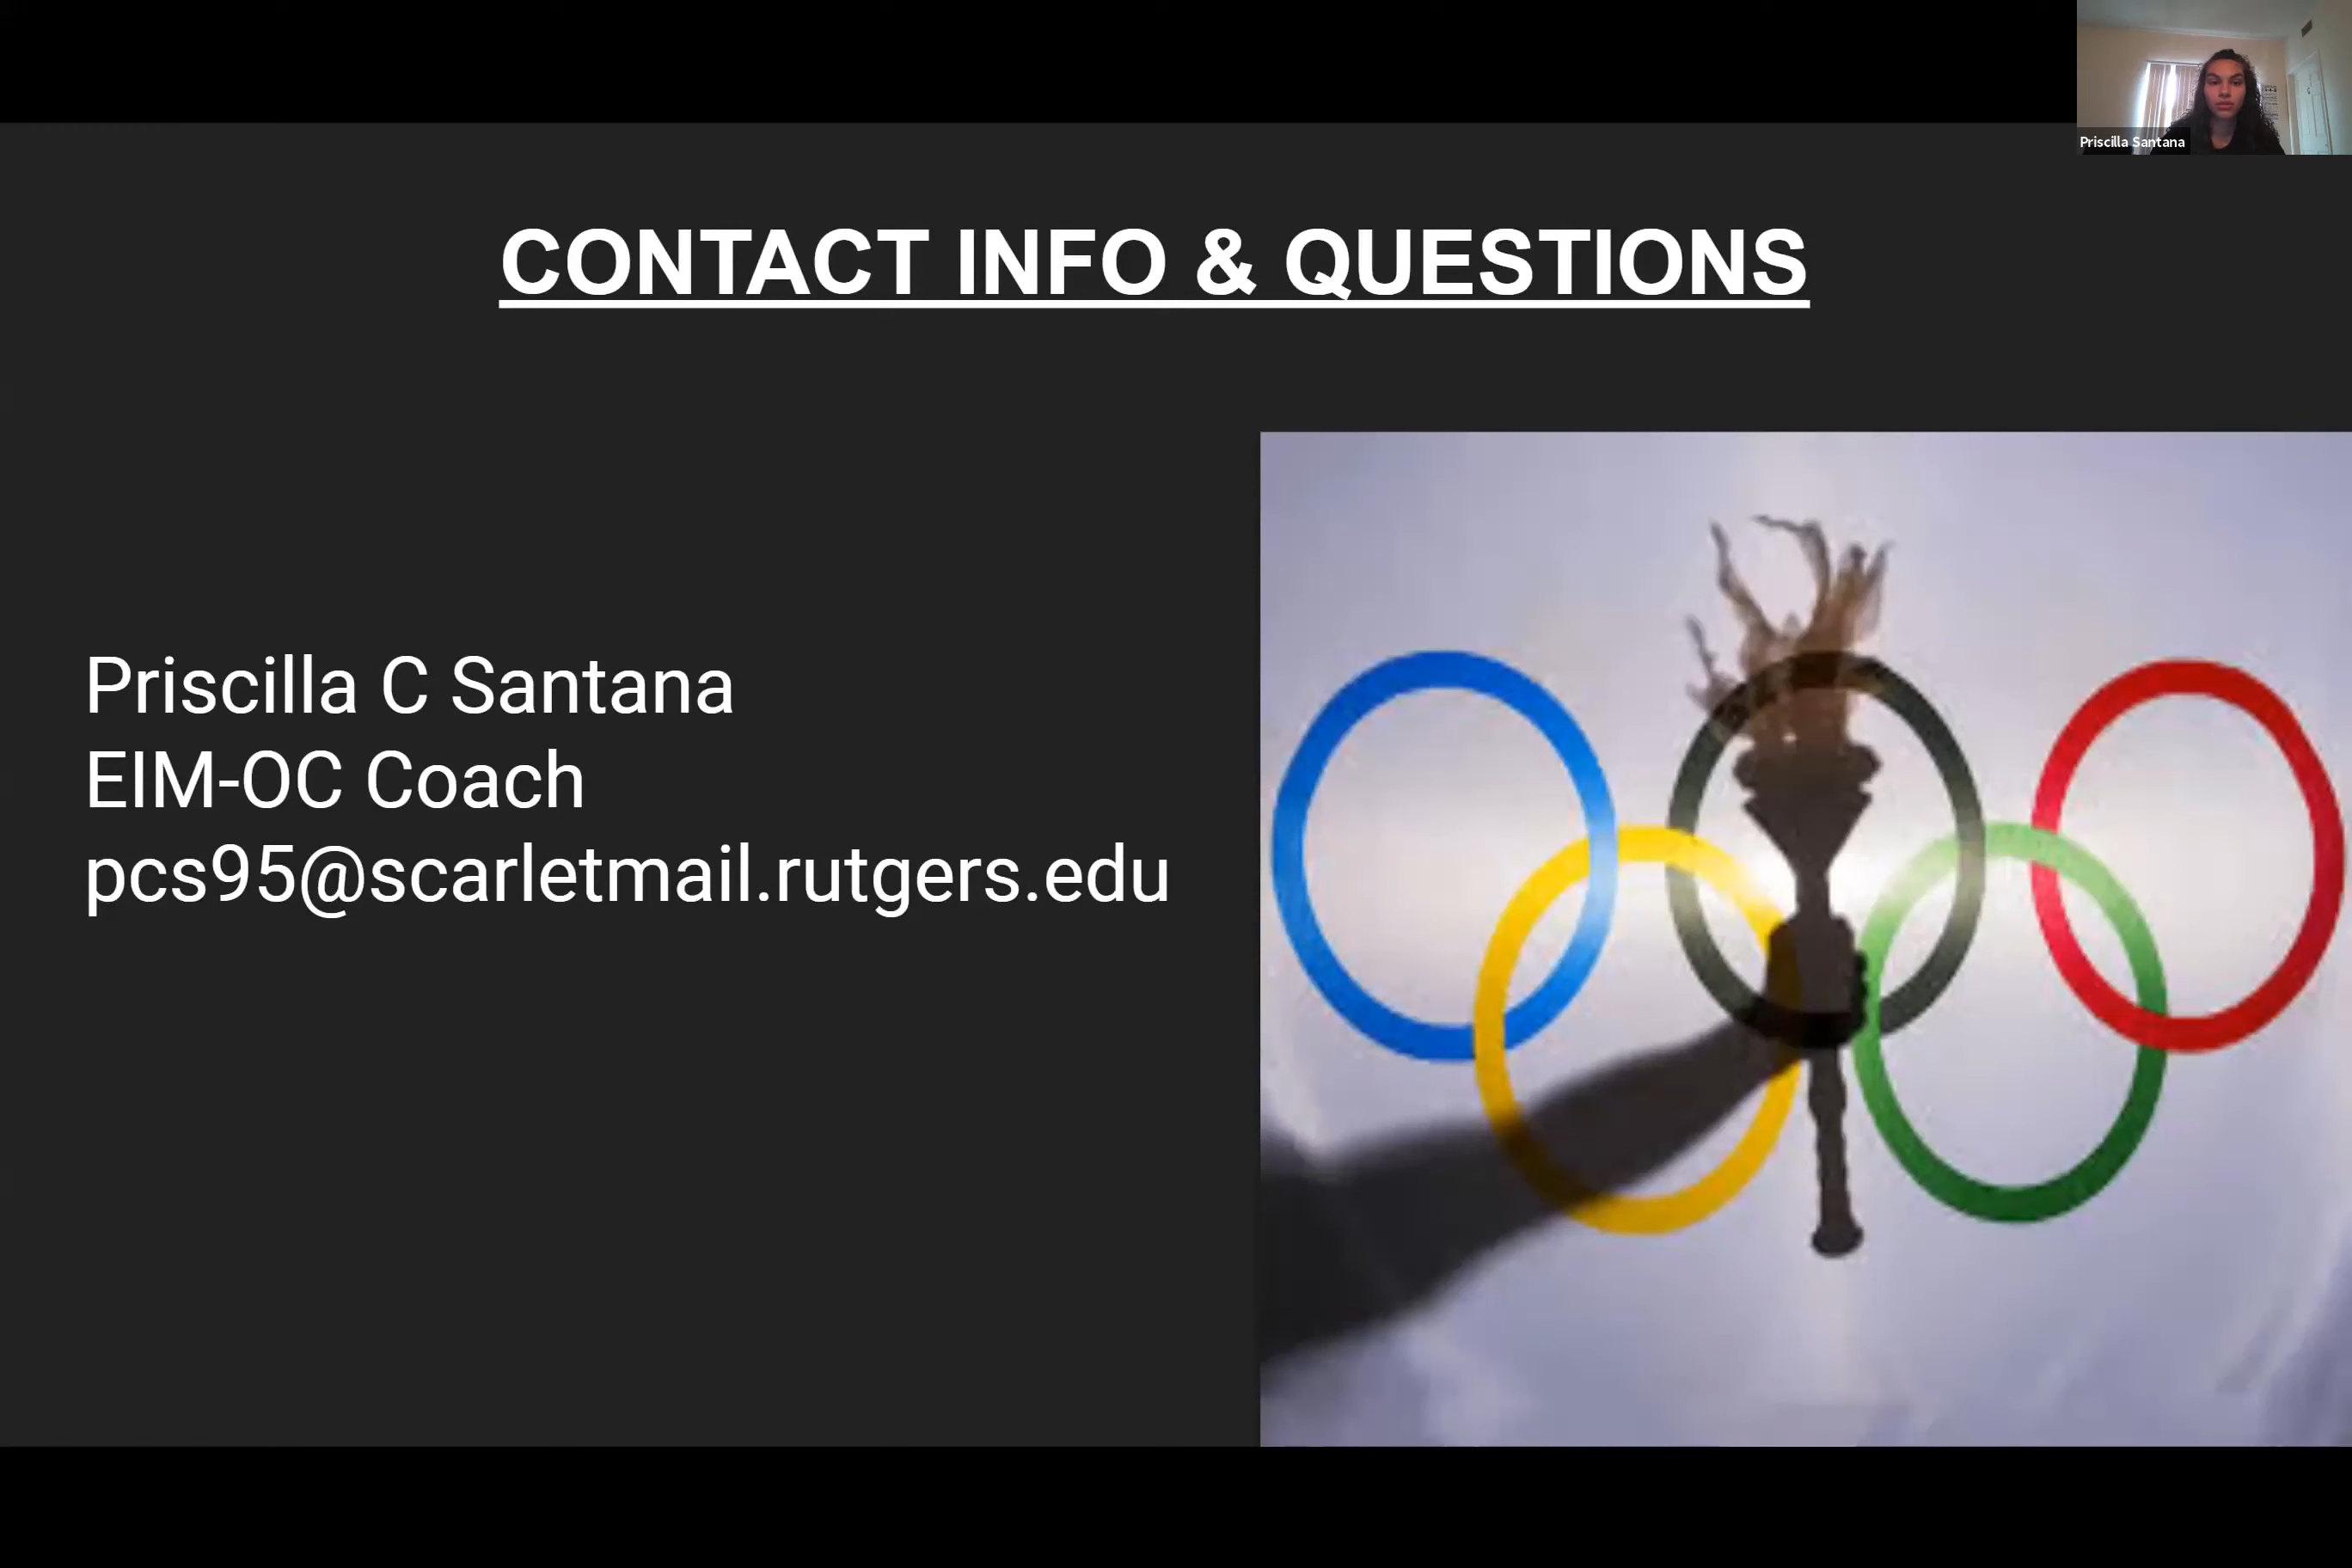 Priscilla Santana
CONTACT INFO & QUESTIONS
Priscilla C Santana
EIM-OC Coach
pcs95@scarletmail.rutgers.edu